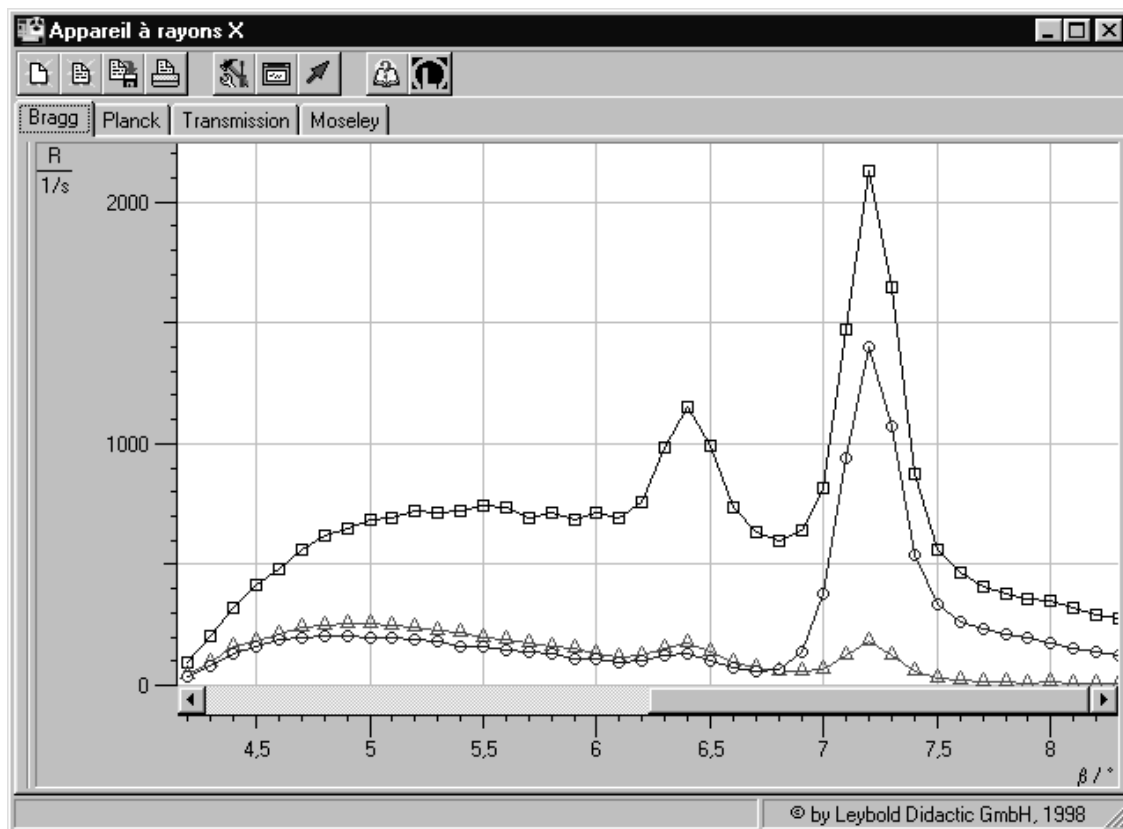 Appareil à rayons X
Bragg Planck Transmission Moseley
R
1/s
2000
1000
0
4,5 5 5,5 6 6,5 7 7,5 8
β / °
© by Leybold Didactic GmbH, 1998